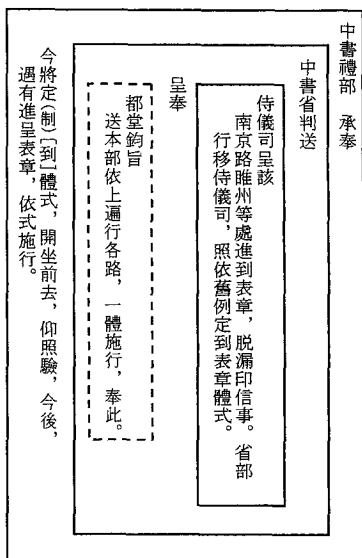 中書禮部　承奉
中書省判送
侍儀司呈該
南京路睢州等處進到表章，脫漏印信事。省部
行移侍儀司，照依舊例定到表章體式。
呈奉
都堂鈞旨
送本部依上遍行各路，一體施行，奉此。
今將定(制)〔到〕體式，開坐前去，仰照驗，今後，
遇有進呈表章，依式施行。